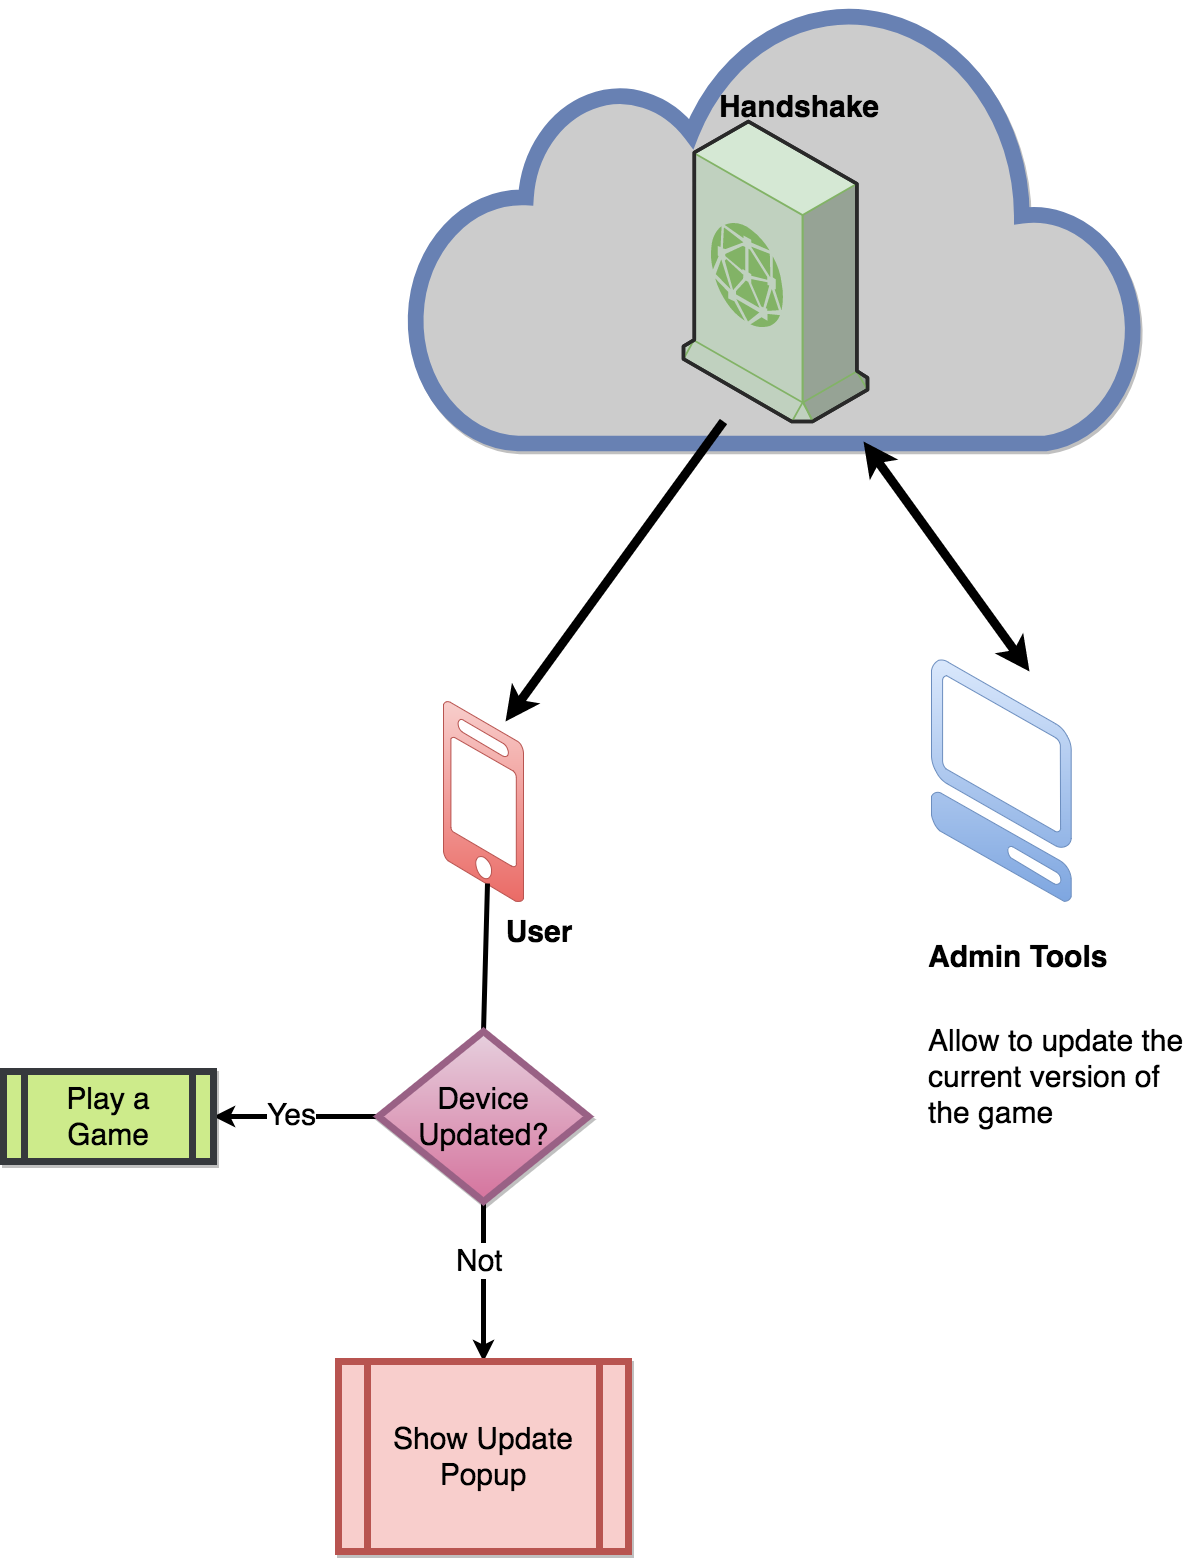 Handshake
User
Admin Tools
Allow to update the
current version of
the game
Play a
Game
Yes
Device
Updated?
Not
Show Update
Popup